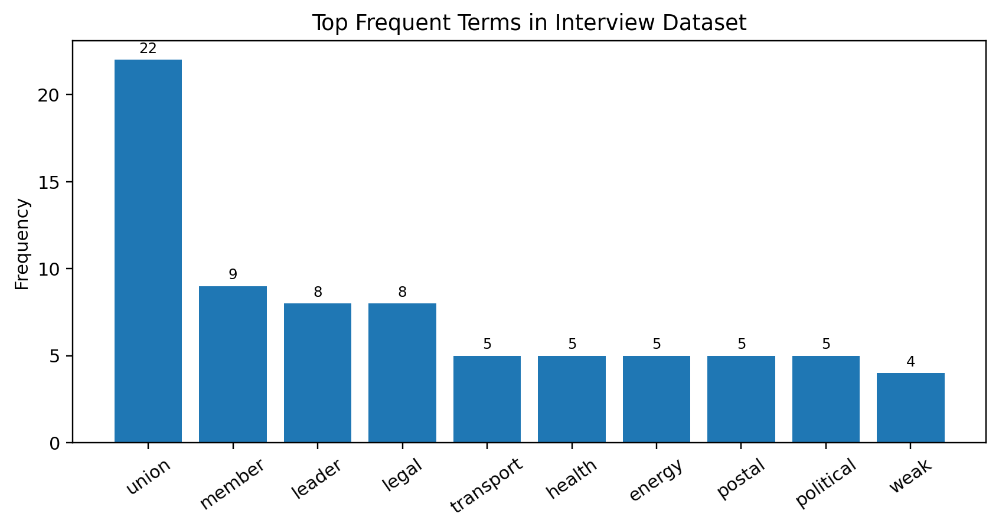 Top Frequent Terms in Interview Dataset
Frequency
20
15
10
5
0
22
9
8
8
5
5
5
5
5
4
union
member
leader
legal
transport
health
energy
postal
political
weak